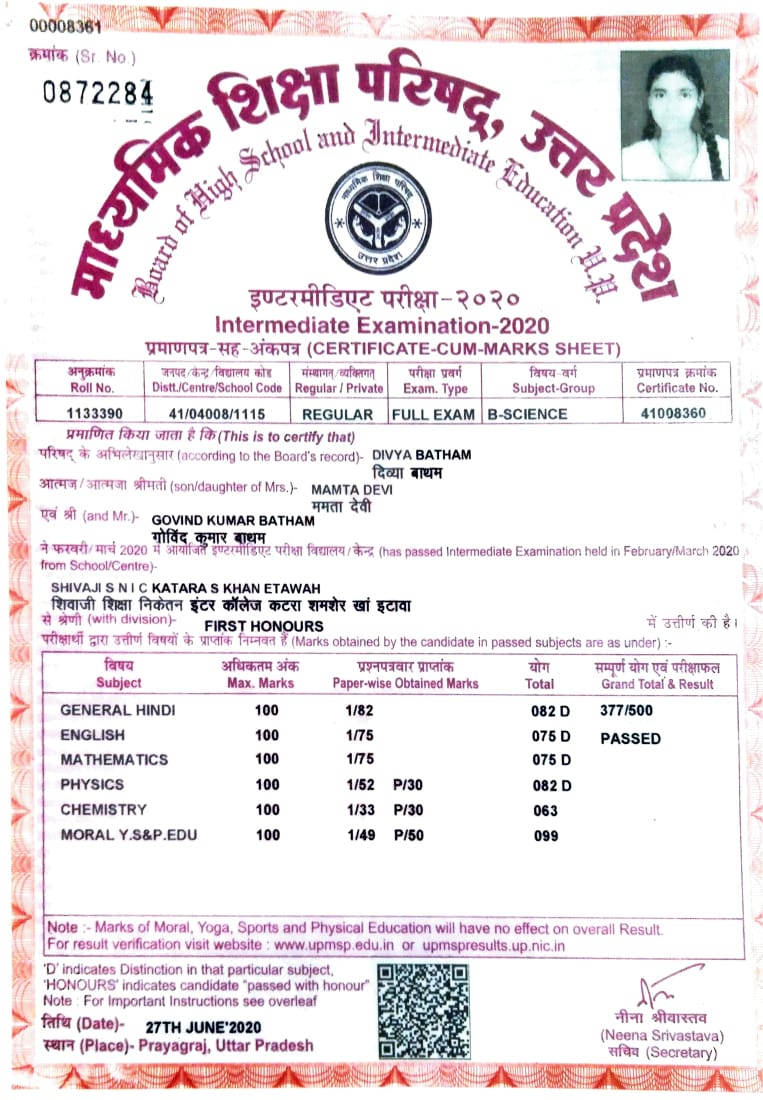 00008361
क्रमांक (Sr. No.)
0872284
माध्यमिक शिक्षा परिषद्, उत्तर प्रदेश
Board of High School and Intermediate Education U.P.
माध्यमिक शिक्षा परिषद्
उत्तर प्रदेश
इण्टरमीडिएट परीक्षा-२०२०
Intermediate Examination-2020
प्रमाणपत्र-सह-अंकपत्र (CERTIFICATE-CUM-MARKS SHEET)
अनुक्रमांक जनपद/केन्द्र/विद्यालय कोड संस्थागत/व्यक्तिगत परीक्षा प्रवर्ग विषय-वर्ग प्रमाणपत्र क्रमांक
Roll No. Distt./Centre/School Code Regular / Private Exam. Type Subject-Group Certificate No.
1133390 41/04008/1115 REGULAR FULL EXAM B-SCIENCE 41008360
प्रमाणित किया जाता है कि (This is to certify that)
परिषद् के अभिलेखानुसार (according to the Board's record)- DIVYA BATHAM
दिव्या बाथम
आत्मज/आत्मजा श्रीमती (son/daughter of Mrs.)- MAMTA DEVI
ममता देवी
एवं श्री (and Mr.)- GOVIND KUMAR BATHAM
गोविंद कुमार बाथम
ने फरवरी/मार्च 2020 में आयोजित इण्टरमीडिएट परीक्षा विद्यालय/केन्द्र (has passed Intermediate Examination held in February/March 2020
from School/Centre)-
SHIVAJI S N I C KATARA S KHAN ETAWAH
शिवाजी शिक्षा निकेतन इंटर कॉलेज कटरा शमशेर खां इटावा
से श्रेणी (with division)- FIRST HONOURS में उत्तीर्ण की है।
परीक्षार्थी द्वारा उत्तीर्ण विषयों के प्राप्तांक निम्नवत हैं (Marks obtained by the candidate in passed subjects are as under) :-
विषय अधिकतम अंक प्रश्नपत्रवार प्राप्तांक योग सम्पूर्ण योग एवं परीक्षाफल
Subject Max. Marks Paper-wise Obtained Marks Total Grand Total & Result
GENERAL HINDI 100 1/82 082 D 377/500
ENGLISH 100 1/75 075 D PASSED
MATHEMATICS 100 1/75 075 D
PHYSICS 100 1/52 P/30 082 D
CHEMISTRY 100 1/33 P/30 063
MORAL Y.S&P.EDU 100 1/49 P/50 099
Note :- Marks of Moral, Yoga, Sports and Physical Education will have no effect on overall Result.
For result verification visit website : www.upmsp.edu.in or upmspresults.up.nic.in
'D' indicates Distinction in that particular subject,
'HONOURS' indicates candidate "passed with honour"
Note : For Important Instructions see overleaf
तिथि (Date)- 27TH JUNE'2020
स्थान (Place)- Prayagraj, Uttar Pradesh
नीना श्रीवास्तव
(Neena Srivastava)
सचिव (Secretary)